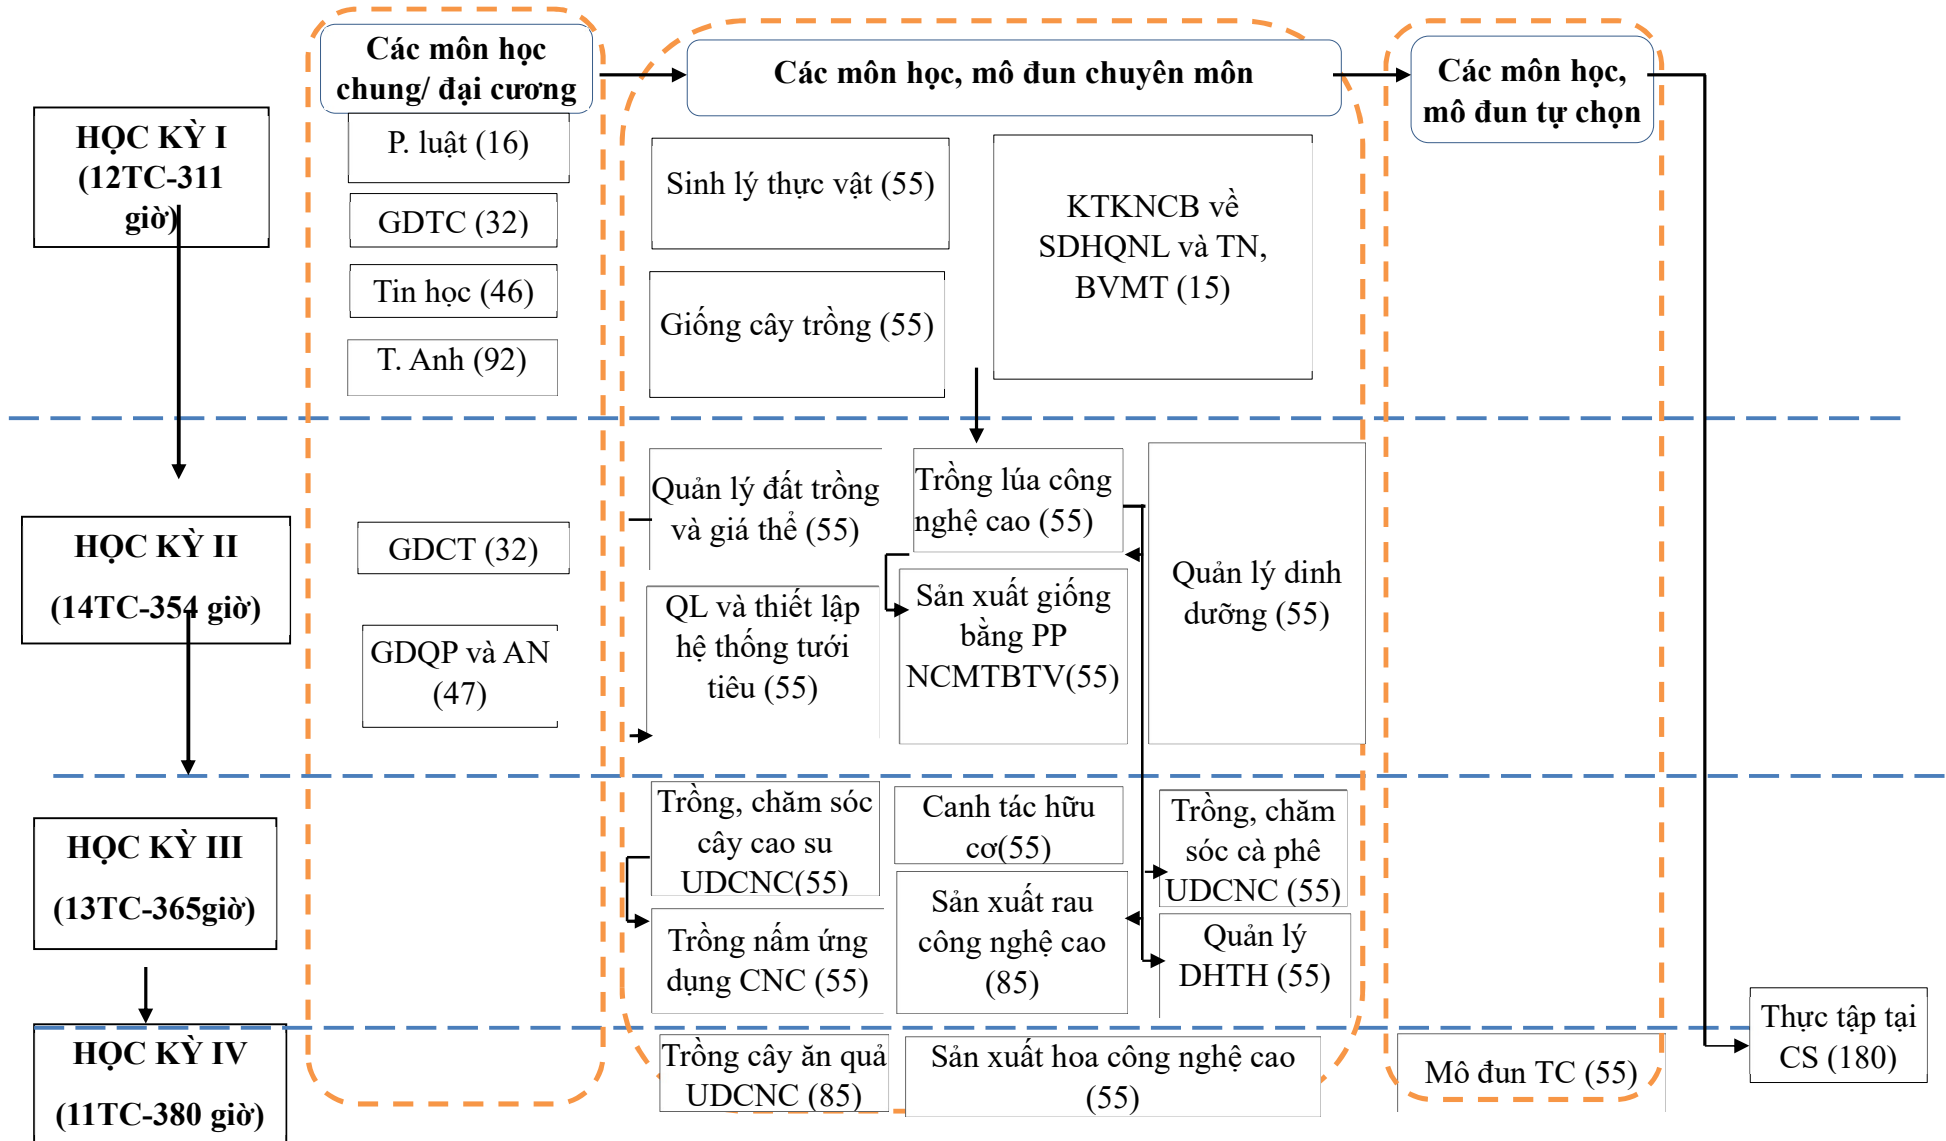 Các môn học
chung/ đại cương
Các môn học, mô đun chuyên môn
Các môn học,
mô đun tự chọn
HỌC KỲ I
(12TC-311
giờ)
P. luật (16)
GDTC (32)
Tin học (46)
T. Anh (92)
Sinh lý thực vật (55)
Giống cây trồng (55)
KTKNCB về
SDHQNL và TN,
BVMT (15)
HỌC KỲ II
(14TC-354 giờ)
GDCT (32)
GDQP và AN
(47)
Quản lý đất trồng
và giá thể (55)
QL và thiết lập
hệ thống tưới
tiêu (55)
Trồng lúa công
nghệ cao (55)
Sản xuất giống
bằng PP
NCMTBTV(55)
Quản lý dinh
dưỡng (55)
HỌC KỲ III
(13TC-365giờ)
Trồng, chăm sóc
cây cao su
UDCNC(55)
Trồng nấm ứng
dụng CNC (55)
Canh tác hữu
cơ(55)
Sản xuất rau
công nghệ cao
(85)
Trồng, chăm
sóc cà phê
UDCNC (55)
Quản lý
DHTH (55)
HỌC KỲ IV
(11TC-380 giờ)
Trồng cây ăn quả
UDCNC (85)
Sản xuất hoa công nghệ cao
(55)
Mô đun TC (55)
Thực tập tại
CS (180)